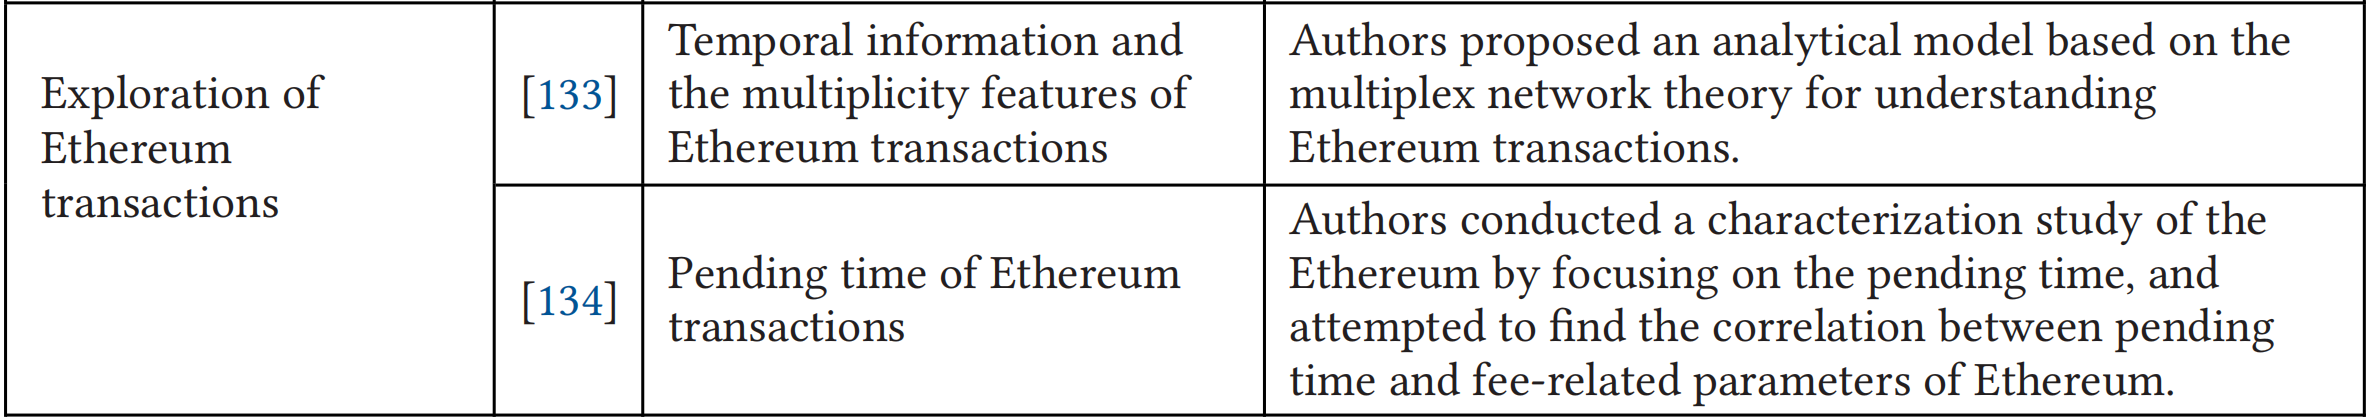 Exploration of
Ethereum
transactions
[133]
Temporal information and
the multiplicity features of
Ethereum transactions
Authors proposed an analytical model based on the
multiplex network theory for understanding
Ethereum transactions.
[134]
Pending time of Ethereum
transactions
Authors conducted a characterization study of the
Ethereum by focusing on the pending time, and
attempted to find the correlation between pending
time and fee-related parameters of Ethereum.